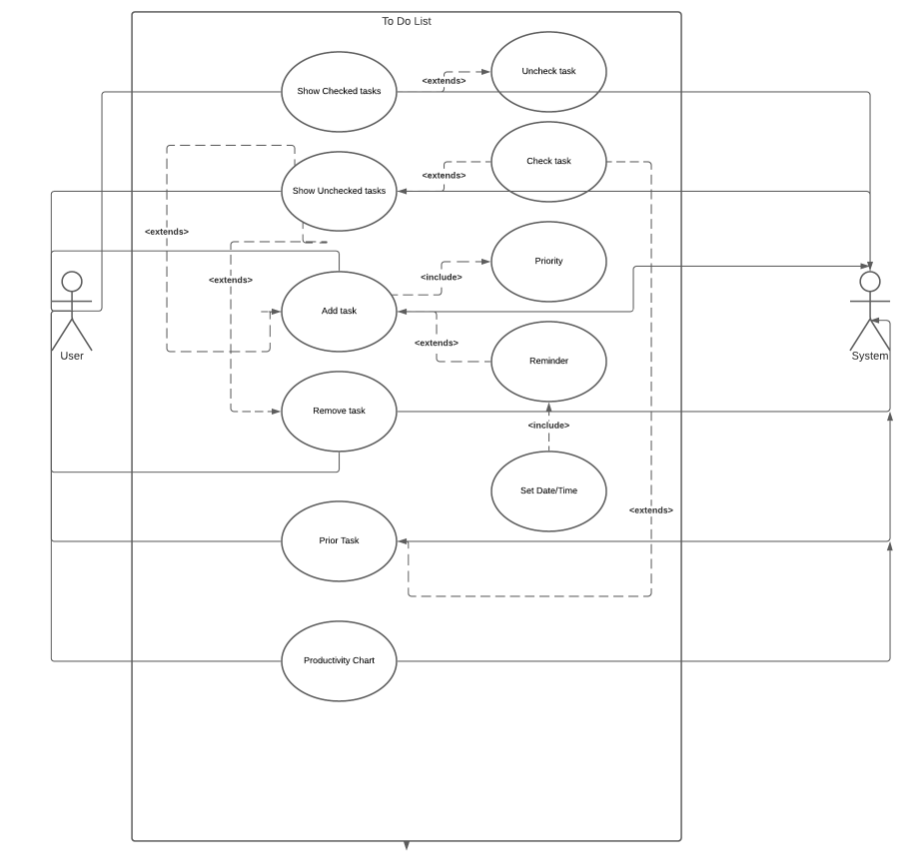 To Do List
Uncheck task
<extends>
Show Checked tasks
Check task
<extends>
Show Unchecked tasks
<extends>
Priority
<include>
<extends>
Add task
<extends>
User
System
Reminder
Remove task
<include>
Set Date/Time
<extends>
Prior Task
Productivity Chart